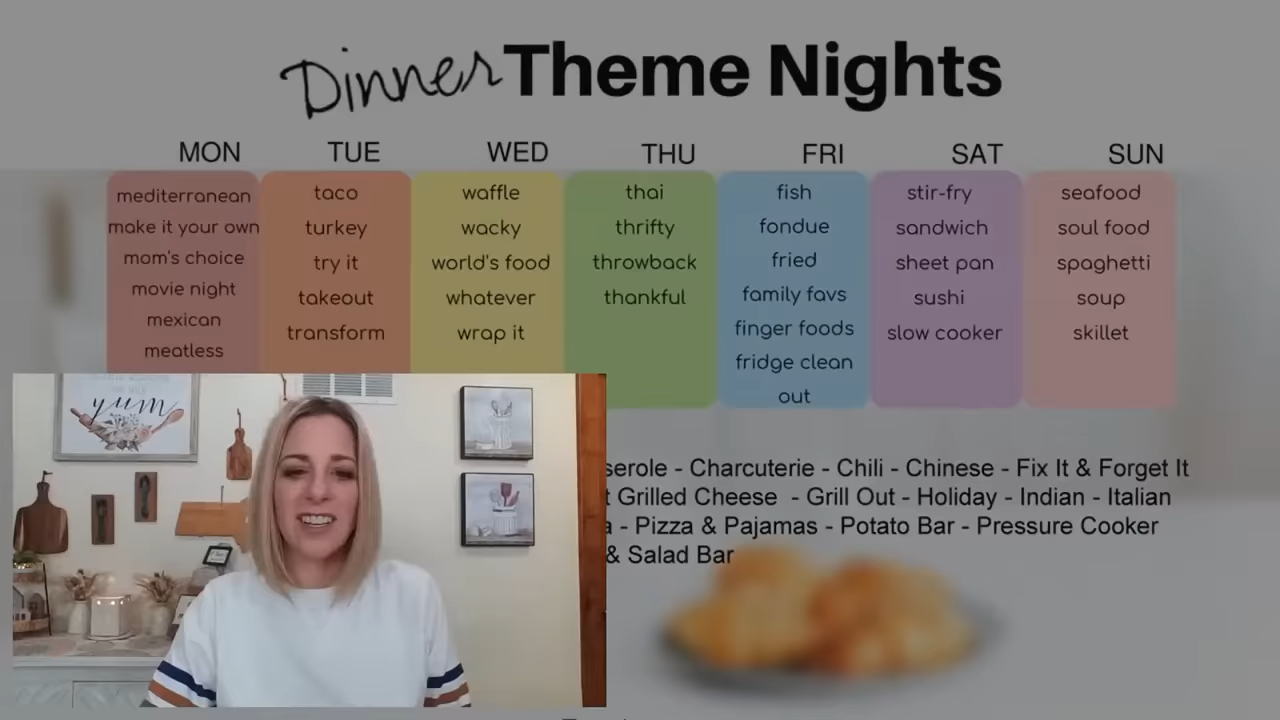 Dinner Theme Nights
MON TUE WED THU FRI SAT SUN
mediterranean
make it your own
mom's choice
movie night
mexican
meatless
taco
turkey
try it
takeout
transform
waffle
wacky
world's food
whatever
wrap it
thai
thrifty
throwback
thankful
fish
fondue
fried
family favs
finger foods
fridge clean
out
stir-fry
sandwich
sheet pan
sushi
slow cooker
seafood
soul food
spaghetti
soup
skillet
serole - Charcuterie - Chili - Chinese - Fix It & Forget It
t Grilled Cheese - Grill Out - Holiday - Indian - Italian
a - Pizza & Pajamas - Potato Bar - Pressure Cooker
& Salad Bar
yum